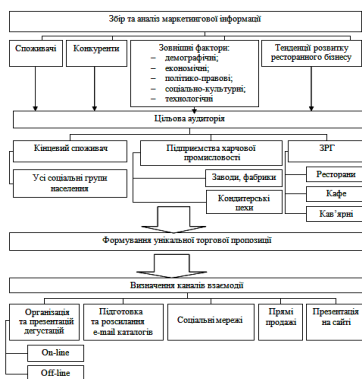 Збір та аналіз маркетингової інформації
Споживачі
Конкуренти
Зовнішні фактори:
– демографічні;
– економічні;
– політико-правові;
– соціально-культурні;
– технологічні
Тенденції розвитку
ресторанного бізнесу
Цільова аудиторія
Кінцевий споживач
Усі соціальні групи
населення
Підприємства харчової
промисловості
Заводи, фабрики
Кондитерські
цехи
ЗРГ
Ресторани
Кафе
Кав’ярні
Формування унікальної торгової пропозиції
Визначення каналів взаємодії
Організація
та презентацій
дегустацій
On-line
Off-line
Підготовка
та розсилання
e-mail каталогів
Соціальні мережі
Прямі
продажі
Презентація
на сайті